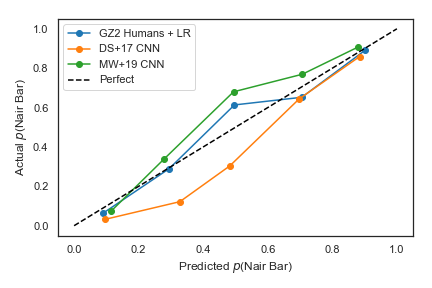 GZ2 Humans + LR
DS+17 CNN
MW+19 CNN
Perfect
Actual p(Nair Bar)
1.0
0.8
0.6
0.4
0.2
0.0
0.0 0.2 0.4 0.6 0.8 1.0
Predicted p(Nair Bar)